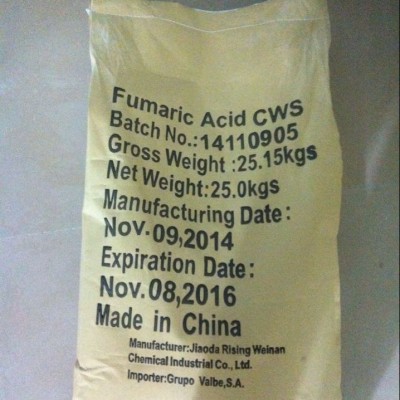 Fumaric Acid CWS
Batch No.:14110905
Gross Weight :25.15kgs
Net Weight:25.0kgs
Manufacturing Date:
Nov.09,2014
Expiration Date:
Nov.08,2016
Made in China
Manufacturer:Jiaoda Rising Weinan
Chemical Industrial Co., Ltd.
Importer:Grupo Valbe,S.A.